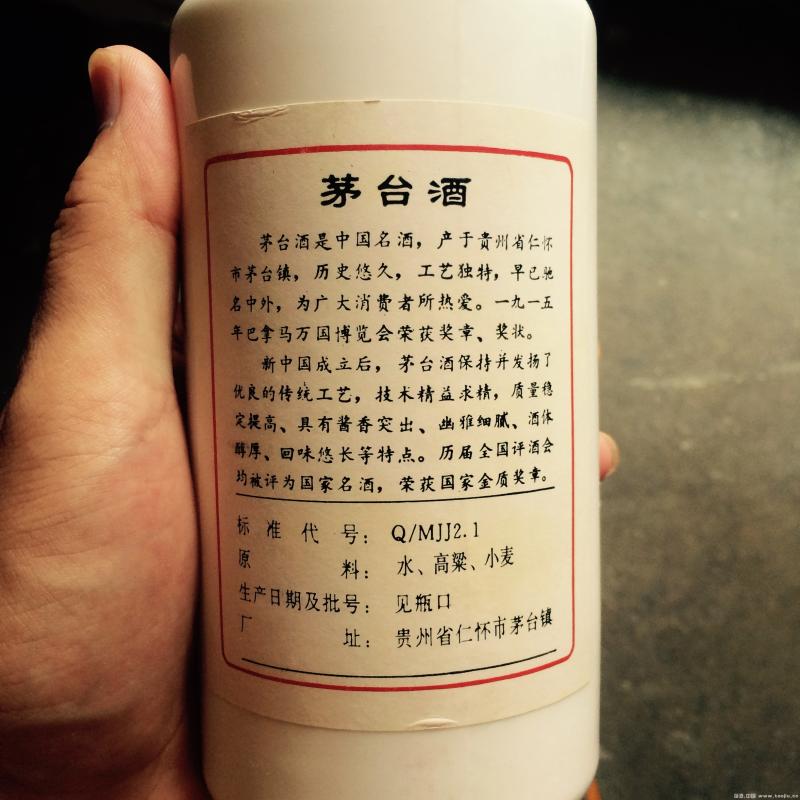 茅台酒
茅台酒是中国名酒，产于贵州省仁怀
市茅台镇，历史悠久，工艺独特，早已驰
名中外，为广大消费者所热爱。一九一五
年巴拿马万国博览会荣获奖章、奖状。
新中国成立后，茅台酒保持并发扬了
优良的传统工艺，技术精益求精，质量稳
定提高、具有酱香突出、幽雅细腻、酒体
醇厚、回味悠长等特点。历届全国评酒会
均被评为国家名酒，荣获国家金质奖章。
标准代号：Q/MJJ2.1
原料：水、高粱、小麦
生产日期及批号：见瓶口
厂址：贵州省仁怀市茅台镇